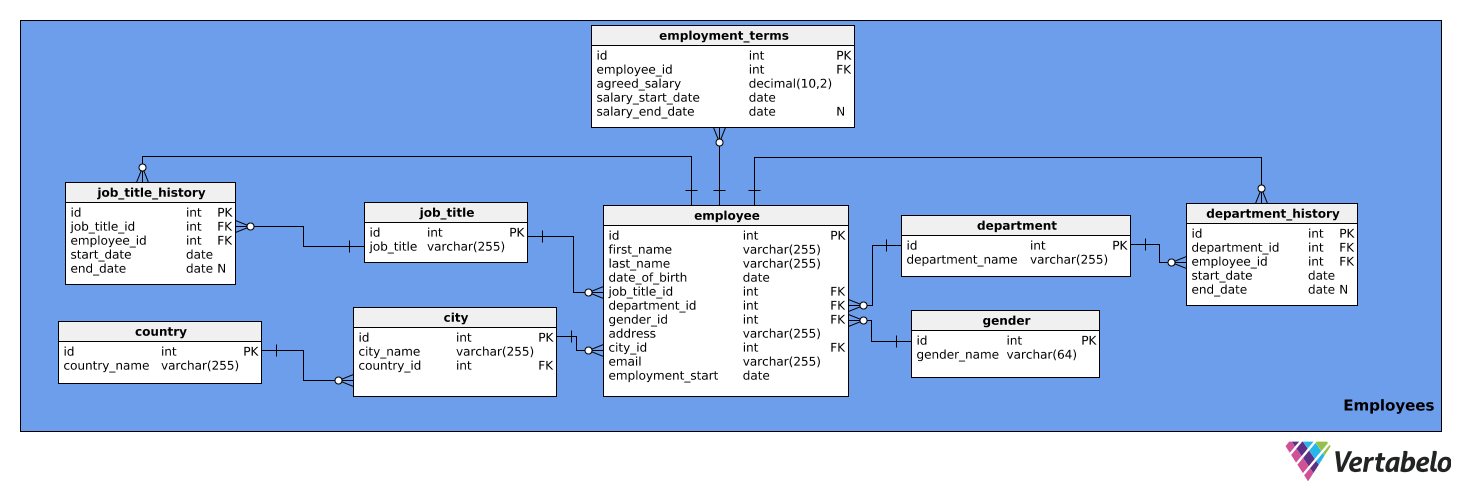 employment_terms
id int PK
employee_id int FK
agreed_salary decimal(10,2)
salary_start_date date
salary_end_date date N
job_title_history
id int PK
job_title_id int FK
employee_id int FK
start_date date
end_date date N
job_title
id int PK
job_title varchar(255)
employee
id int PK
first_name varchar(255)
last_name varchar(255)
date_of_birth date
job_title_id int FK
department_id int FK
gender_id int FK
address varchar(255)
city_id int FK
email varchar(255)
employment_start date
department
id int PK
department_name varchar(255)
department_history
id int PK
department_id int FK
employee_id int FK
start_date date
end_date date N
country
id int PK
country_name varchar(255)
city
id int PK
city_name varchar(255)
country_id int FK
gender
id int PK
gender_name varchar(64)
Employees
Vertabelo